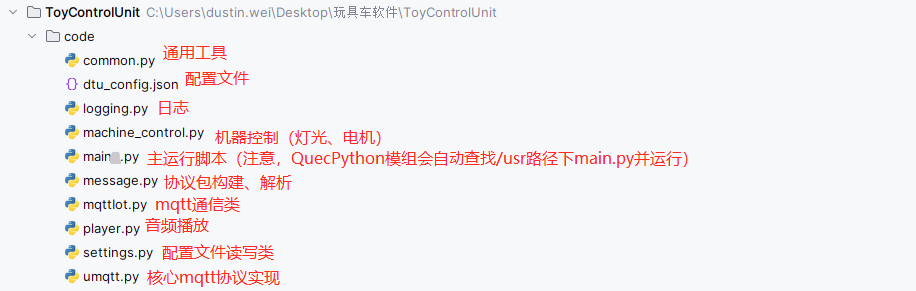 ToyControlUnit C:\Users\dustin.wei\Desktop\玩具车软件\ToyControlUnit
code
common.py 通用工具
dtu_config.json 配置文件
logging.py 日志
machine_control.py 机器控制（灯光、电机）
main.py 主运行脚本（注意，QuecPython模组会自动查找/usr路径下main.py并运行）
message.py 协议包构建、解析
mqttIot.py mqtt通信类
player.py 音频播放
settings.py 配置文件读写类
umqtt.py 核心mqtt协议实现